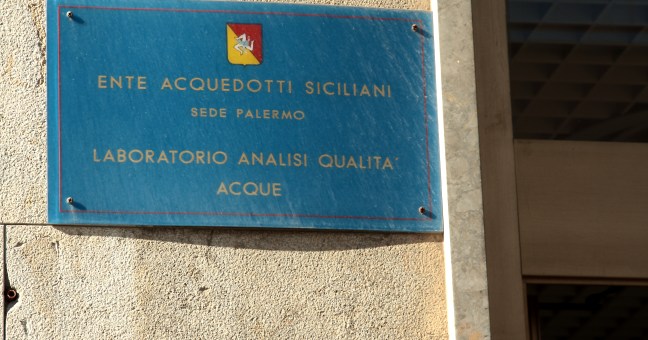 ENTE ACQUEDOTTI SICILIANI
SEDE PALERMO
LABORATORIO ANALISI QUALITA'
ACQUE